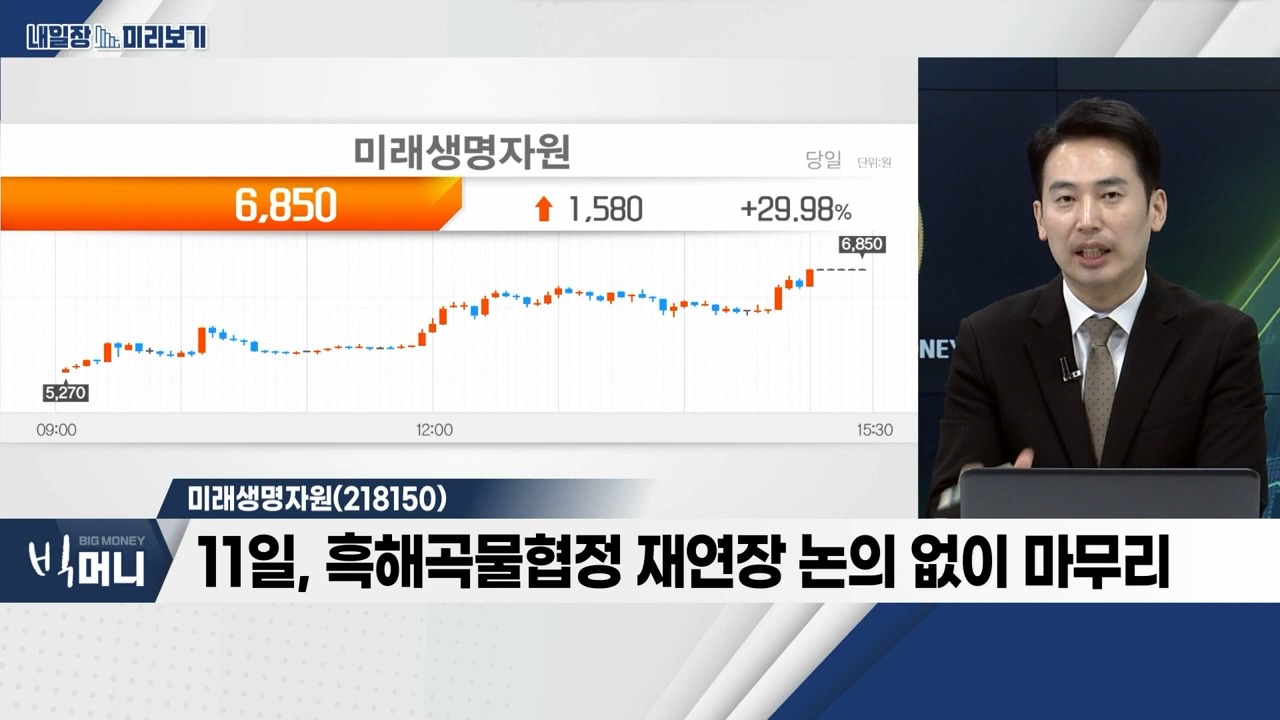 내일장 미리보기
미래생명자원
당일 단위:원
6,850 1,580 +29.98%
6,850
5,270
09:00 12:00 15:30
NEY
미래생명자원(218150)
BIG MONEY
빅머니
11일, 흑해곡물협정 재연장 논의 없이 마무리